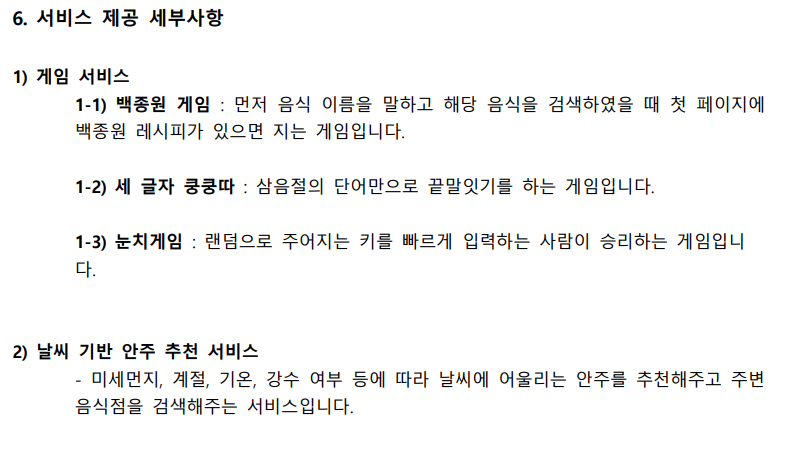 6. 서비스 제공 세부사항
1) 게임 서비스
1-1) 백종원 게임 : 먼저 음식 이름을 말하고 해당 음식을 검색하였을 때 첫 페이지에
백종원 레시피가 있으면 지는 게임입니다.
1-2) 세 글자 쿵쿵따 : 삼음절의 단어만으로 끝말잇기를 하는 게임입니다.
1-3) 눈치게임 : 랜덤으로 주어지는 키를 빠르게 입력하는 사람이 승리하는 게임입니
다.
2) 날씨 기반 안주 추천 서비스
- 미세먼지, 계절, 기온, 강수 여부 등에 따라 날씨에 어울리는 안주를 추천해주고 주변
음식점을 검색해주는 서비스입니다.